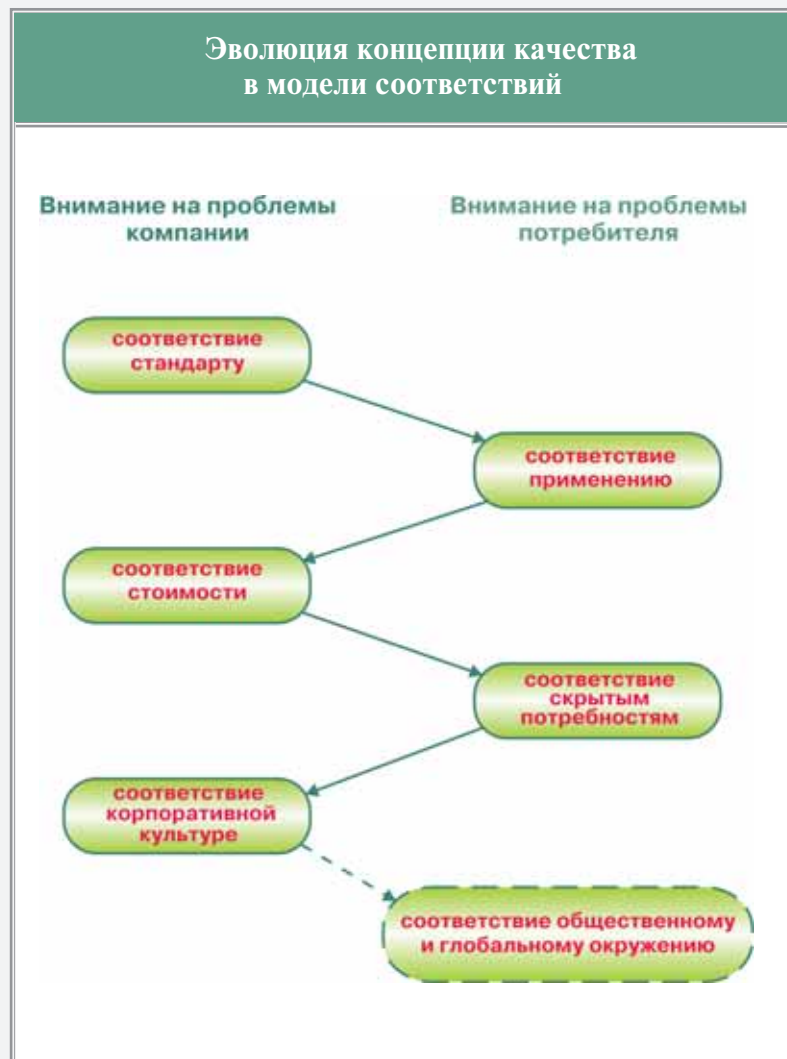 Эволюция концепции качества
в модели соответствий
Внимание на проблемы
компании
Внимание на проблемы
потребителя
соответствие
стандарту
соответствие
применению
соответствие
стоимости
соответствие
скрытым
потребностям
соответствие
корпоративной
культуре
соответствие общественному
и глобальному окружению